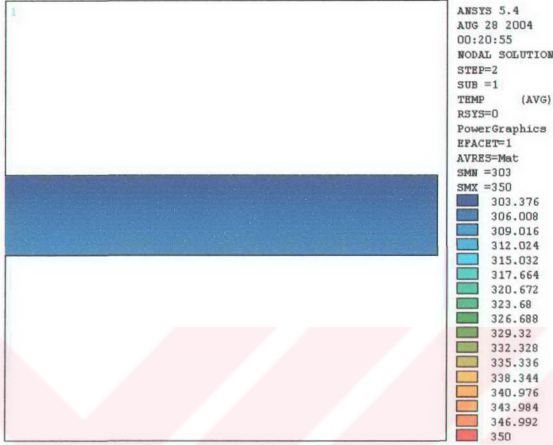 1
ANSYS 5.4
AUG 28 2004
00:20:55
NODAL SOLUTION
STEP=2
SUB =1
TEMP (AVG)
RSYS=0
PowerGraphics
EFACET=1
AVRES=Mat
SMN =303
SMX =350
303.376
306.008
309.016
312.024
315.032
317.664
320.672
323.68
326.688
329.32
332.328
335.336
338.344
340.976
343.984
346.992
350